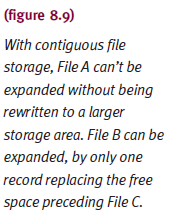 (figure 8.9)
With contiguous file
storage, File A can't be
expanded without being
rewritten to a larger
storage area. File B can be
expanded, by only one
record replacing the free
space preceding File C.